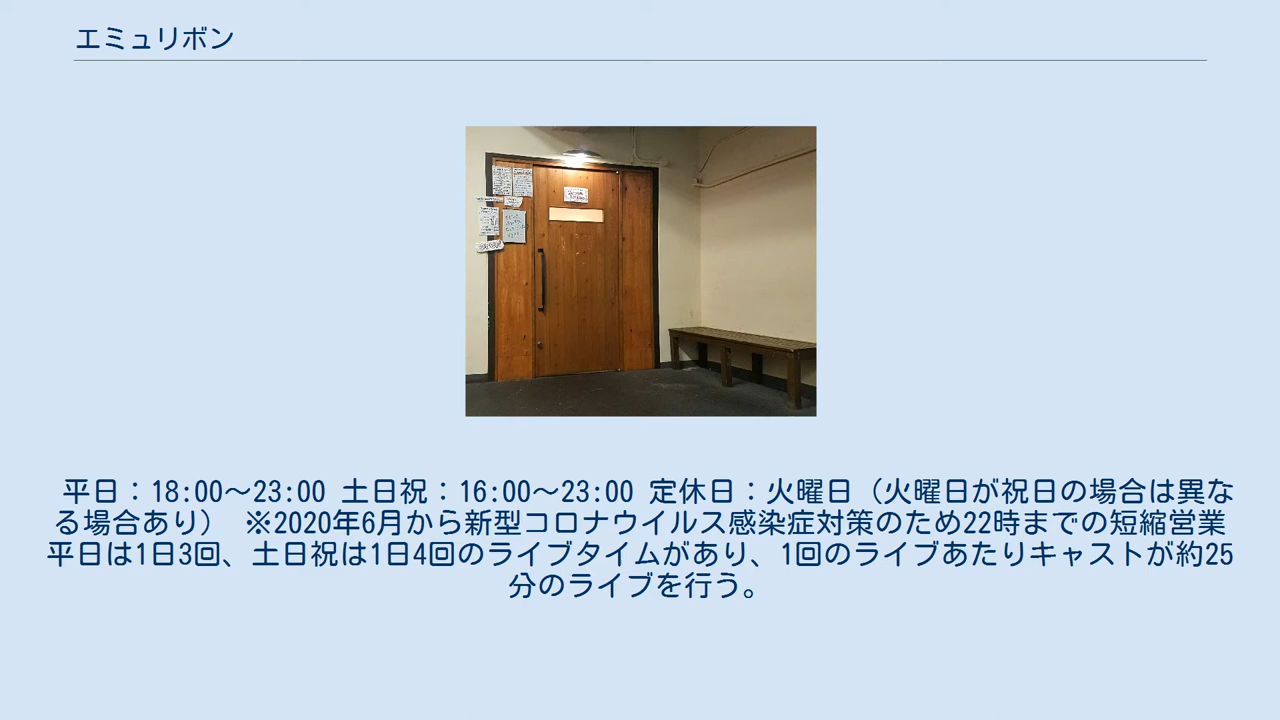 エミュリボン
平日：18:00～23:00 土日祝：16:00～23:00 定休日：火曜日（火曜日が祝日の場合は異な
る場合あり） ※2020年6月から新型コロナウイルス感染症対策のため22時までの短縮営業
平日は1日3回、土日祝は1日4回のライブタイムがあり、1回のライブあたりキャストが約25
分のライブを行う。